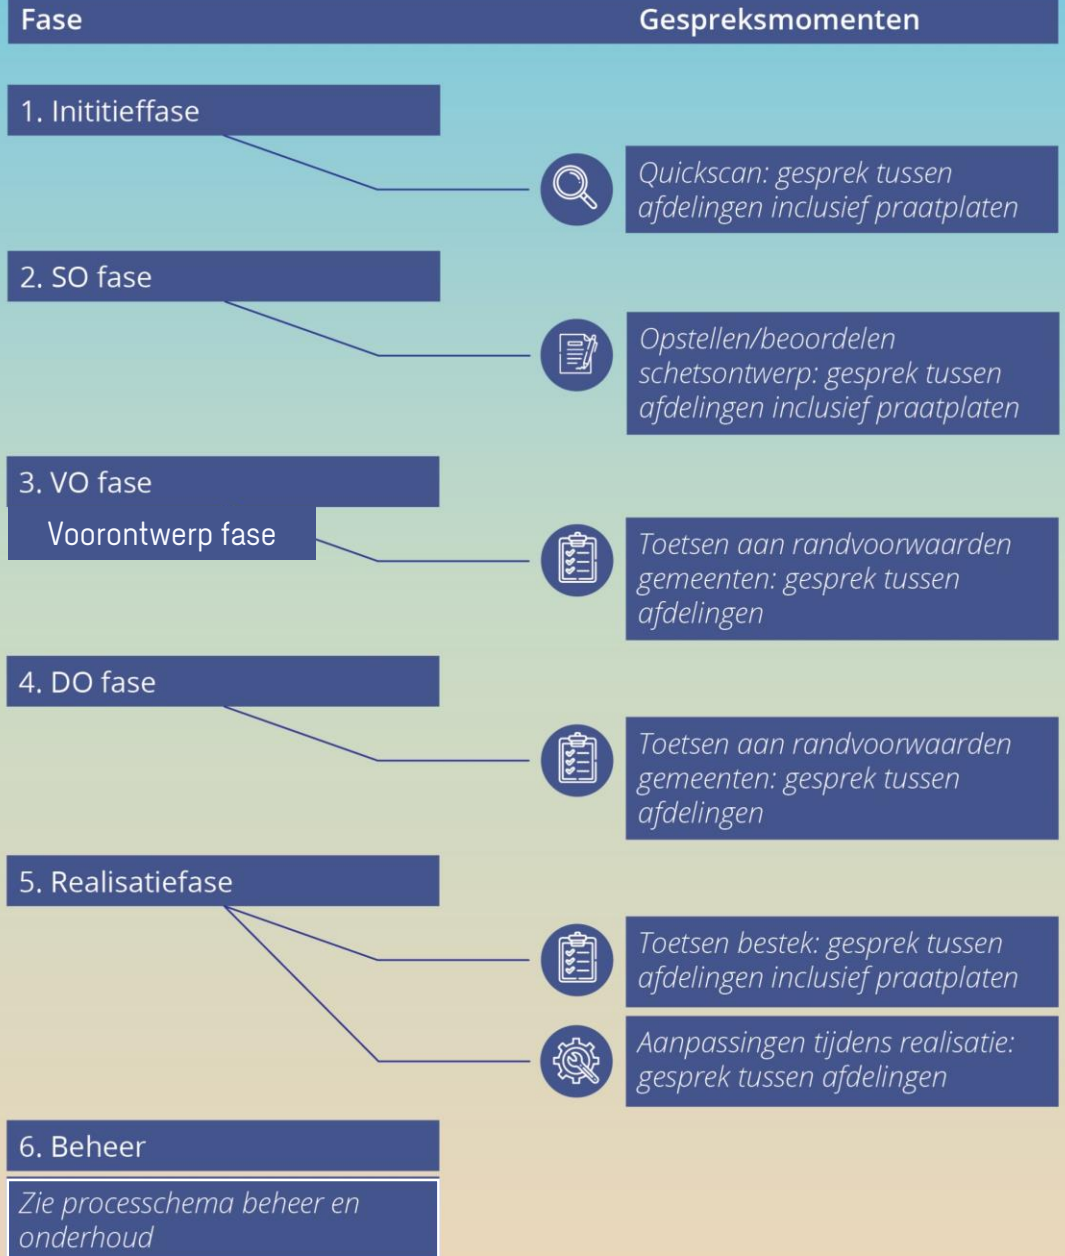 Fase
Gespreksmomenten
1. Inititieffase
Quickscan: gesprek tussen
afdelingen inclusief praatplaten
2. SO fase
Opstellen/beoordelen
schetsontwerp: gesprek tussen
afdelingen inclusief praatplaten
3. VO fase
Voorontwerp fase
Toetsen aan randvoorwaarden
gemeenten: gesprek tussen
afdelingen
4. DO fase
Toetsen aan randvoorwaarden
gemeenten: gesprek tussen
afdelingen
5. Realisatiefase
Toetsen bestek: gesprek tussen
afdelingen inclusief praatplaten
Aanpassingen tijdens realisatie:
gesprek tussen afdelingen
6. Beheer
Zie processchema beheer en
onderhoud